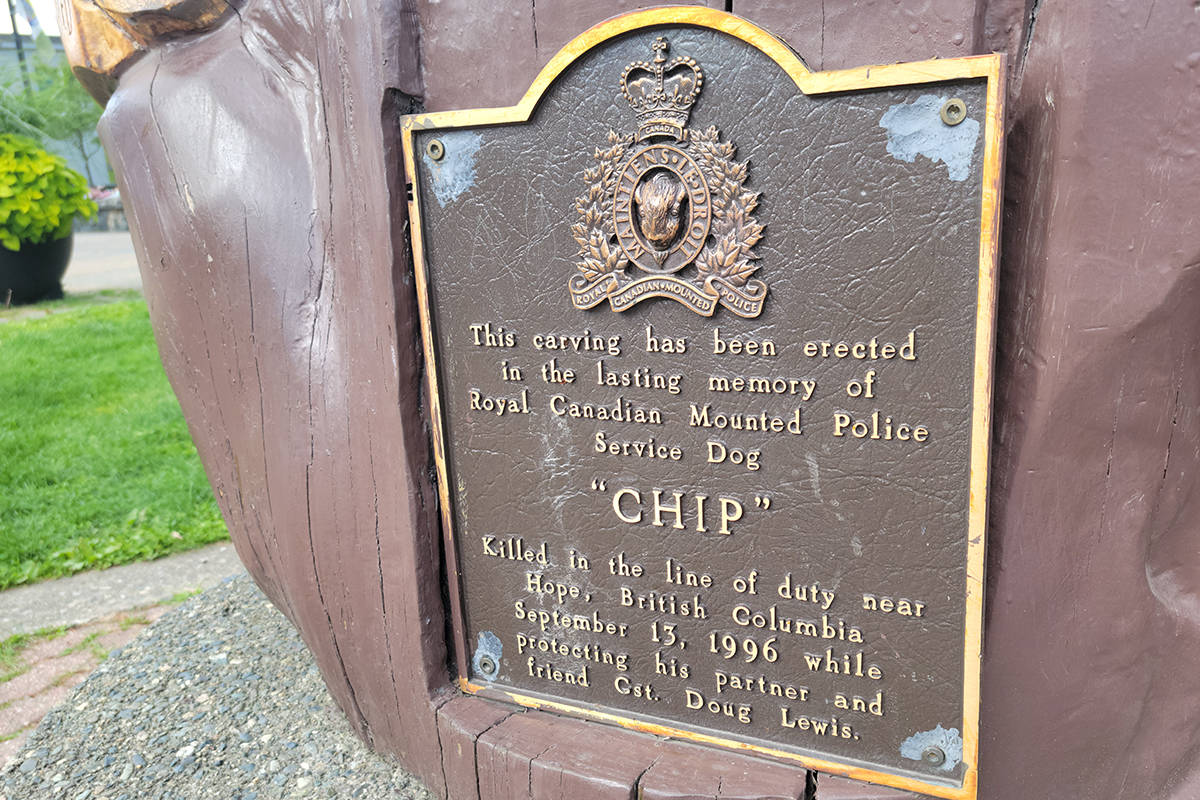 CANADA
MAINTIENS·LE·DROIT
ROYAL CANADIAN·MOUNTED POLICE
This carving has been erected
in the lasting memory of
Royal Canadian Mounted Police
Service Dog
"CHIP"
Killed in the line of duty near
Hope, British Columbia
September 13, 1996 while
protecting his partner and
friend Cst. Doug Lewis.